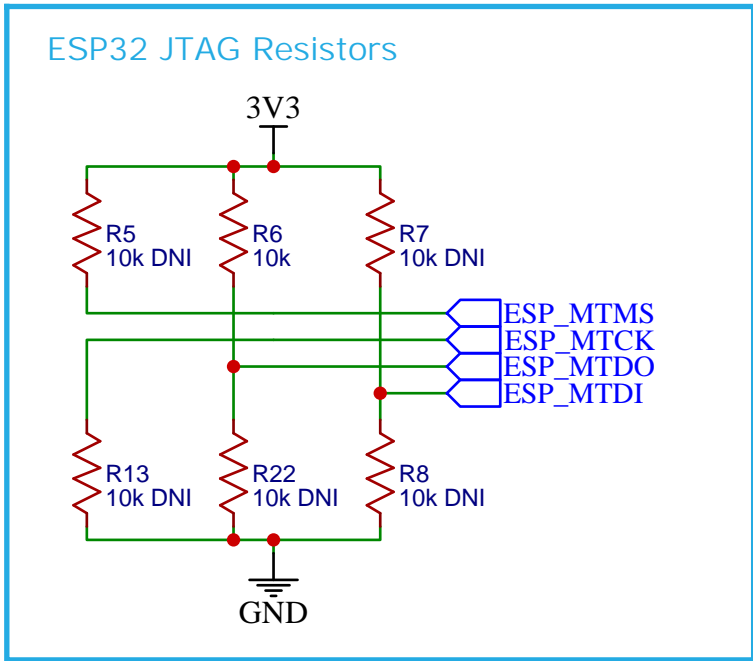 ESP32 JTAG Resistors
3V3
R5
10k DNI
R6
10k
R7
10k DNI
ESP_MTMS
ESP_MTCK
ESP_MTDO
ESP_MTDI
R13
10k DNI
R22
10k DNI
R8
10k DNI
GND